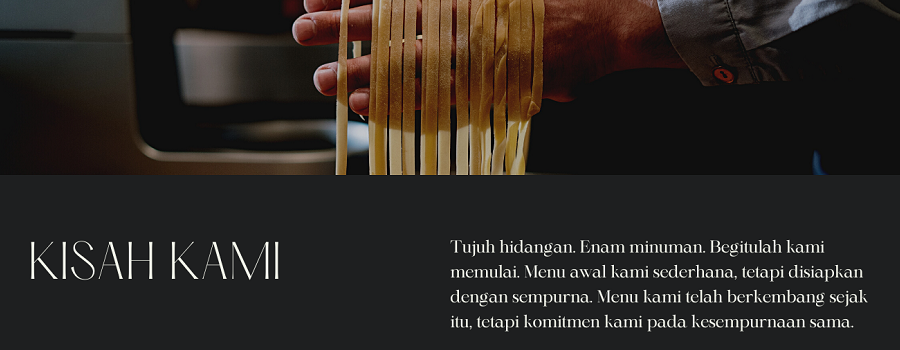 KISAH KAMI
Tujuh hidangan. Enam minuman. Begitulah kami
memulai. Menu awal kami sederhana, tetapi disiapkan
dengan sempurna. Menu kami telah berkembang sejak
itu, tetapi komitmen kami pada kesempurnaan sama.